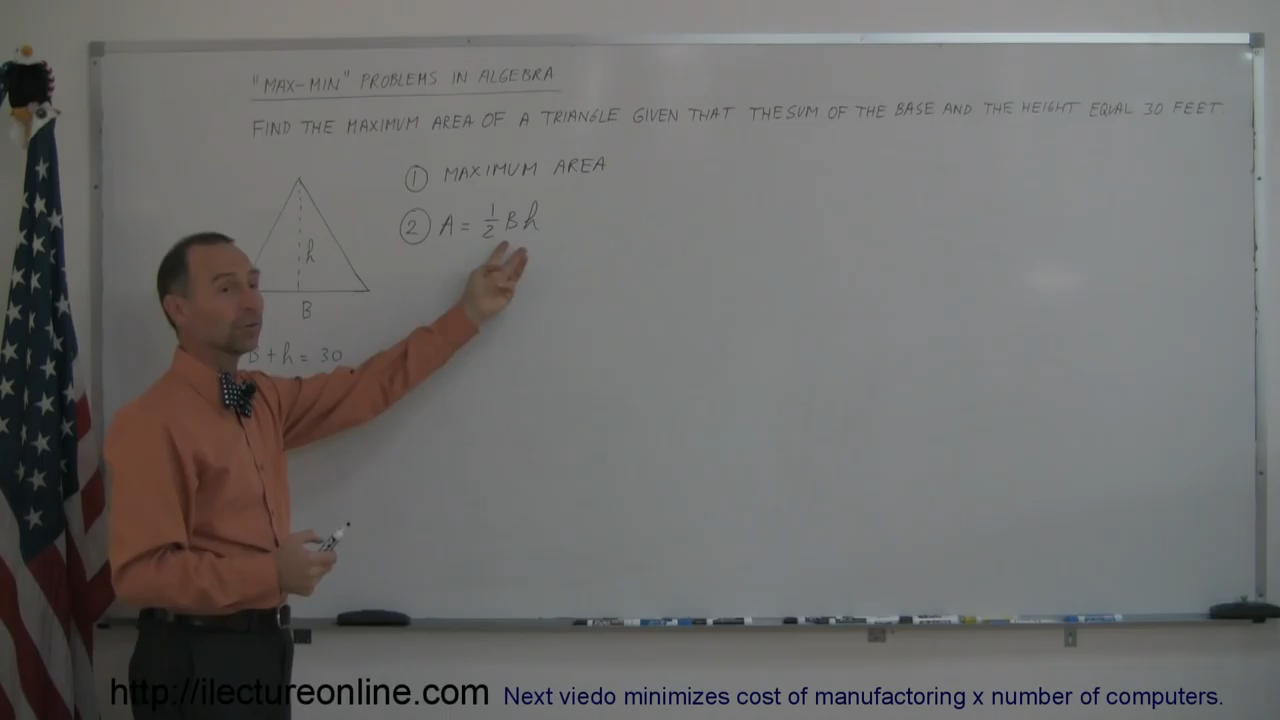 "MAX-MIN" PROBLEMS IN ALGEBRA
FIND THE MAXIMUM AREA OF A TRIANGLE GIVEN THAT THE SUM OF THE BASE AND THE HEIGHT EQUAL 30 FEET.
① MAXIMUM AREA
② A = 1/2 B h
h
B
B + h = 30
http://ilectureonline.com Next viedo minimizes cost of manufactoring x number of computers.